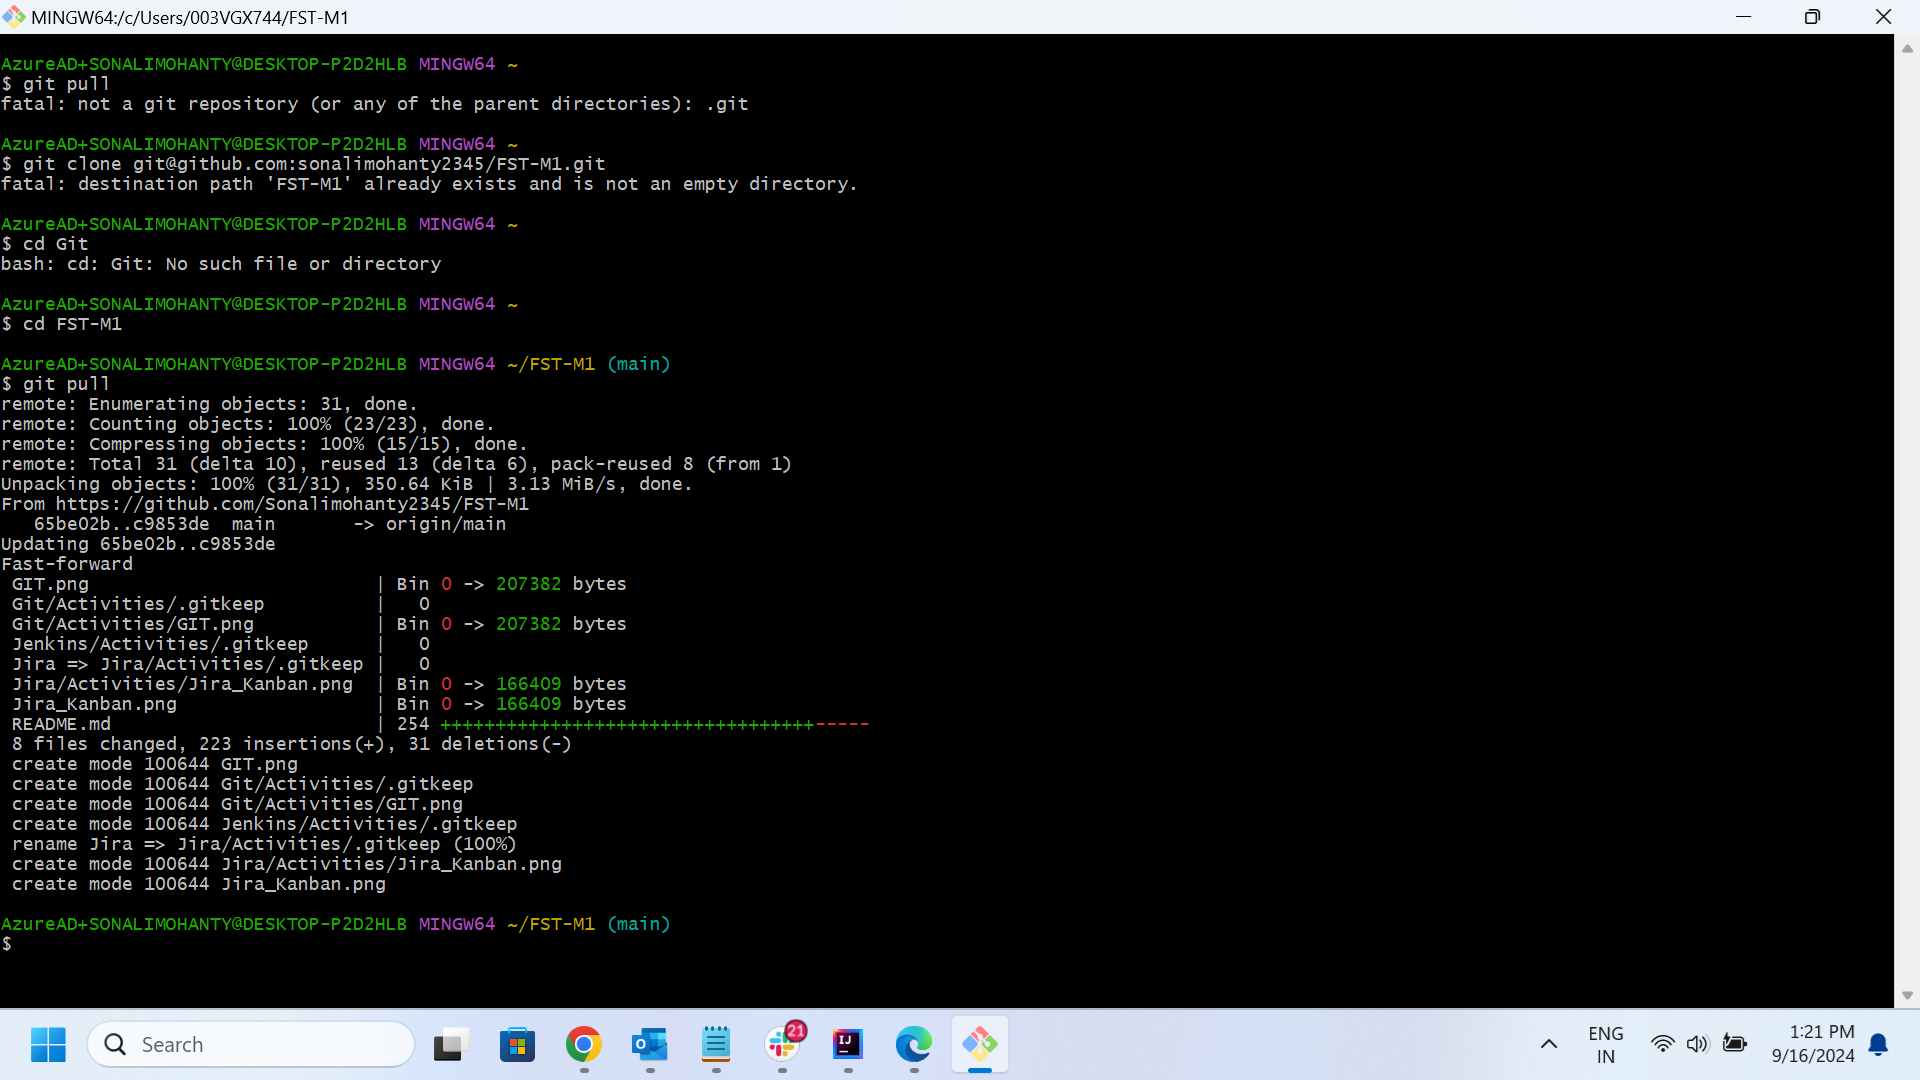 MINGW64:/c/Users/003VGX744/FST-M1
AzureAD+SONALIMOHANTY@DESKTOP-P2D2HLB MINGW64 ~
$ git pull
fatal: not a git repository (or any of the parent directories): .git
AzureAD+SONALIMOHANTY@DESKTOP-P2D2HLB MINGW64 ~
$ git clone git@github.com:sonalimohanty2345/FST-M1.git
fatal: destination path 'FST-M1' already exists and is not an empty directory.
AzureAD+SONALIMOHANTY@DESKTOP-P2D2HLB MINGW64 ~
$ cd Git
bash: cd: Git: No such file or directory
AzureAD+SONALIMOHANTY@DESKTOP-P2D2HLB MINGW64 ~
$ cd FST-M1
AzureAD+SONALIMOHANTY@DESKTOP-P2D2HLB MINGW64 ~/FST-M1 (main)
$ git pull
remote: Enumerating objects: 31, done.
remote: Counting objects: 100% (23/23), done.
remote: Compressing objects: 100% (15/15), done.
remote: Total 31 (delta 10), reused 13 (delta 6), pack-reused 8 (from 1)
Unpacking objects: 100% (31/31), 350.64 KiB | 3.13 MiB/s, done.
From https://github.com/Sonalimohanty2345/FST-M1
   65be02b..c9853de  main       -> origin/main
Updating 65be02b..c9853de
Fast-forward
 GIT.png                          | Bin 0 -> 207382 bytes
 Git/Activities/.gitkeep          |   0
 Git/Activities/GIT.png           | Bin 0 -> 207382 bytes
 Jenkins/Activities/.gitkeep      |   0
 Jira => Jira/Activities/.gitkeep |   0
 Jira/Activities/Jira_Kanban.png  | Bin 0 -> 166409 bytes
 Jira_Kanban.png                  | Bin 0 -> 166409 bytes
 README.md                        | 254 ++++++++++++++++++++++++++++++++++-----
 8 files changed, 223 insertions(+), 31 deletions(-)
 create mode 100644 GIT.png
 create mode 100644 Git/Activities/.gitkeep
 create mode 100644 Git/Activities/GIT.png
 create mode 100644 Jenkins/Activities/.gitkeep
 rename Jira => Jira/Activities/.gitkeep (100%)
 create mode 100644 Jira/Activities/Jira_Kanban.png
 create mode 100644 Jira_Kanban.png
AzureAD+SONALIMOHANTY@DESKTOP-P2D2HLB MINGW64 ~/FST-M1 (main)
$
Search
21
IJ
ENG
IN
1:21 PM
9/16/2024